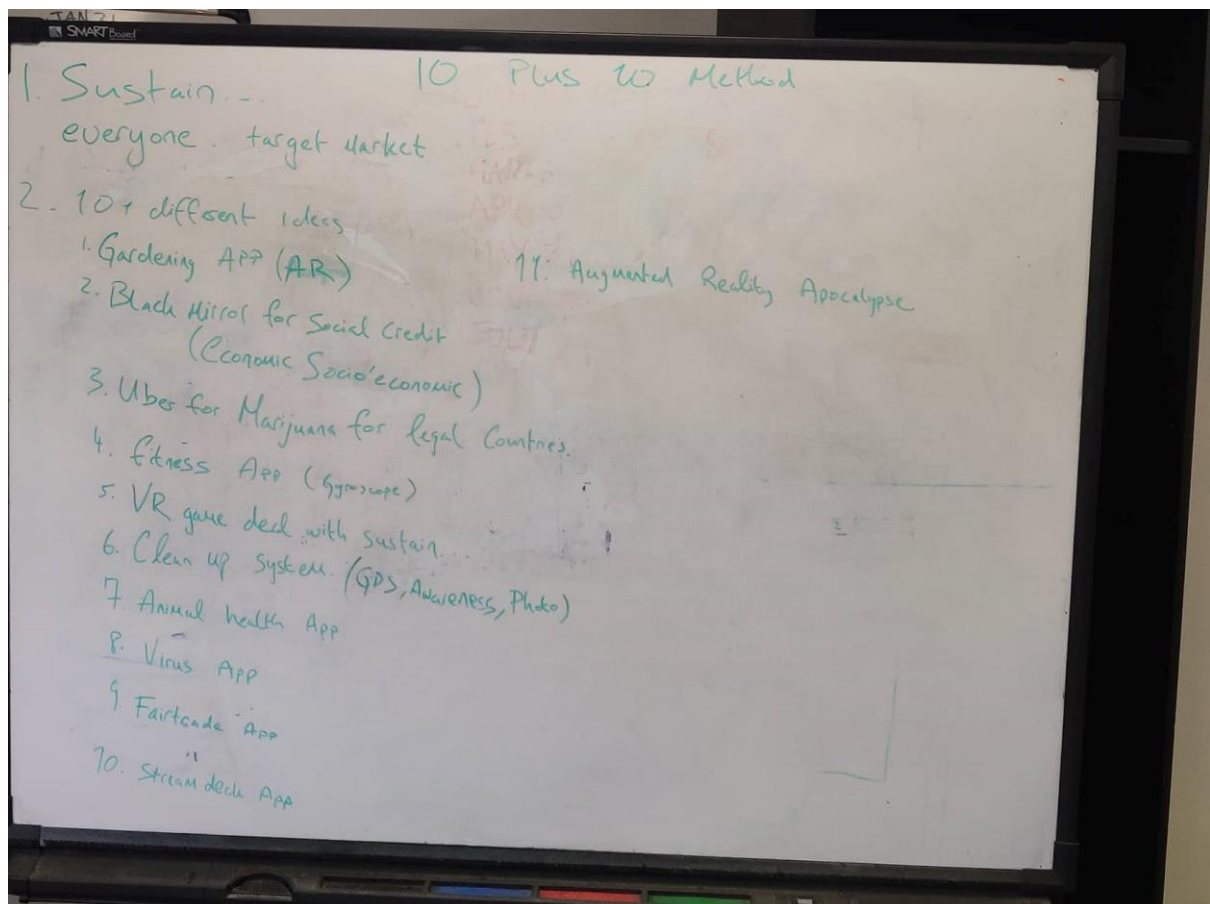 JAN 21
SMART Board
10 Plus 10 Method
1. Sustain...
everyone. target Market
2. 10+ different ideas
1. Gardening APP (AR)
2. Black Mirror for Social Credit
(Economic Socio'economic)
3. Uber for Marijuana for legal Countries.
4. fitness App (Gyroscope)
5. VR game deal with sustain...
6. Clean up system. (GPS, Awareness, Photo)
7 Animal health App
8. Virus App
9. Fairtrade App
10. Stream deck App
11. Augmented Reality Apocalypse